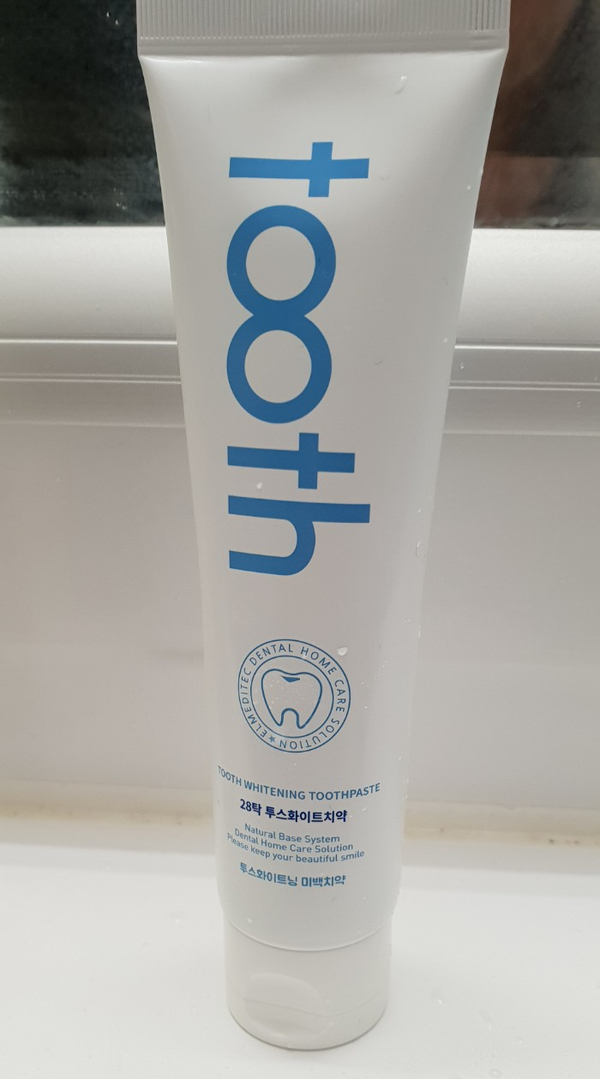 tooth
ELMEDITEC DENTAL HOME CARE SOLUTION
TOOTH WHITENING TOOTHPASTE
28탁 투스화이트치약
Natural Base System
Dental Home Care Solution
Please keep your beautiful smile
투스화이트닝 미백치약